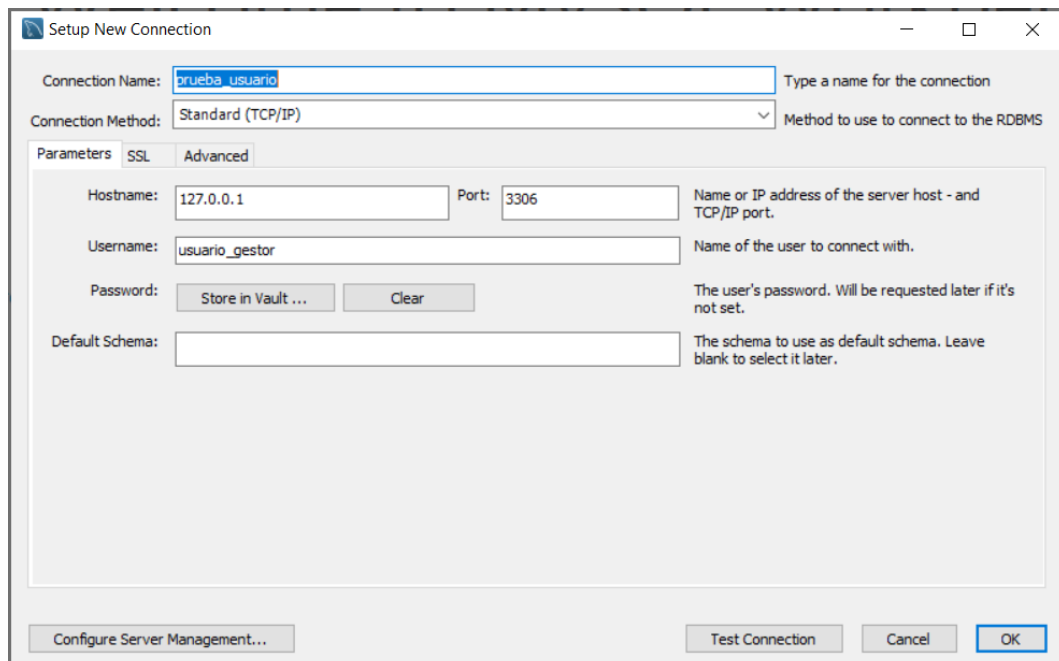 Setup New Connection
Connection Name: prueba_usuario Type a name for the connection
Connection Method: Standard (TCP/IP) Method to use to connect to the RDBMS
Parameters SSL Advanced
Hostname: 127.0.0.1 Port: 3306 Name or IP address of the server host - and
TCP/IP port.
Username: usuario_gestor Name of the user to connect with.
Password: Store in Vault ... Clear The user's password. Will be requested later if it's
not set.
Default Schema: The schema to use as default schema. Leave
blank to select it later.
Configure Server Management... Test Connection Cancel OK